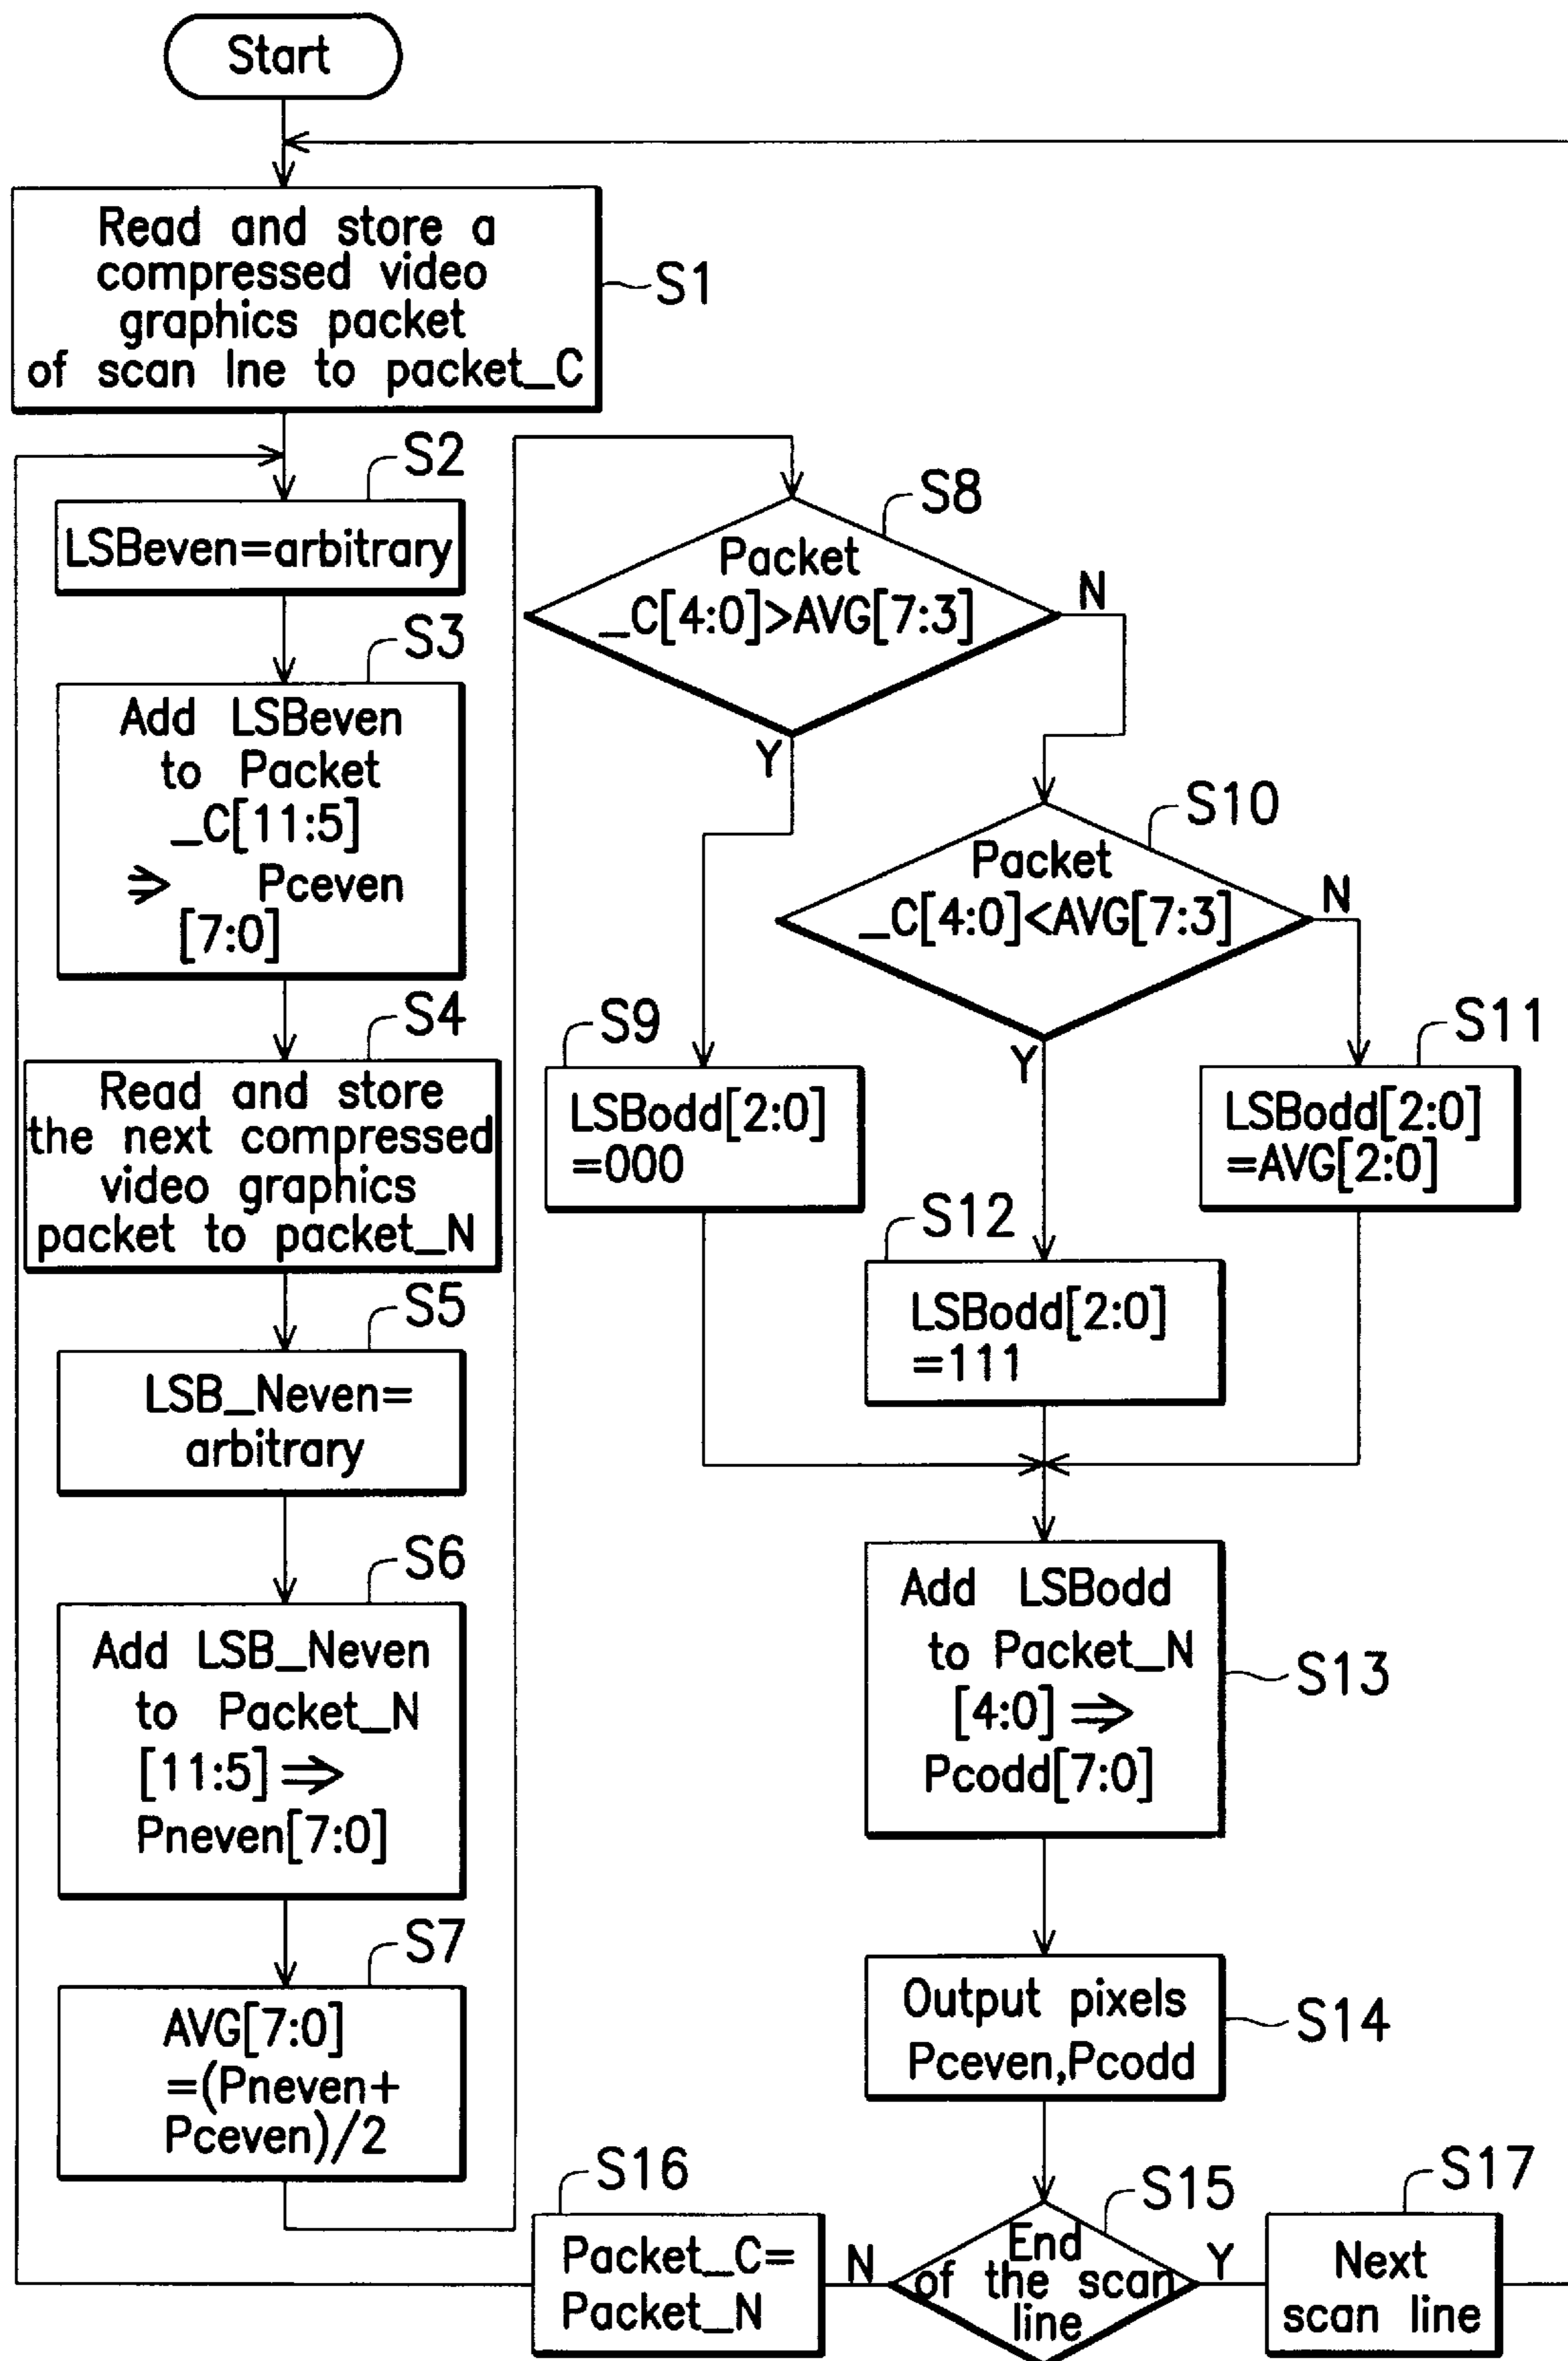 Start
Read and store a
compressed video
graphics packet
of scan lne to packet_C
S1
S2
LSBeven=arbitrary
S3
Add LSBeven
to Packet
_C[11:5]
⇒ Pceven
[7:0]
S4
Read and store
the next compressed
video graphics
packet to packet_N
S5
LSB_Neven=
arbitrary
S6
Add LSB_Neven
to Packet_N
[11:5]⇒
Pneven[7:0]
S7
AVG[7:0]
=(Pneven+
Pceven)/2
S8
Packet
_C[4:0]>AVG[7:3]
N
Y
S10
Packet
_C[4:0]<AVG[7:3]
N
Y
S9
LSBodd[2:0]
=000
S11
LSBodd[2:0]
=AVG[2:0]
S12
LSBodd[2:0]
=111
Add LSBodd
to Packet_N
[4:0]⇒
Pcodd[7:0]
S13
Output pixels
Pceven,Pcodd
S14
S15
End
of the scan
line
N
Y
S16
Packet_C=
Packet_N
S17
Next
scan line